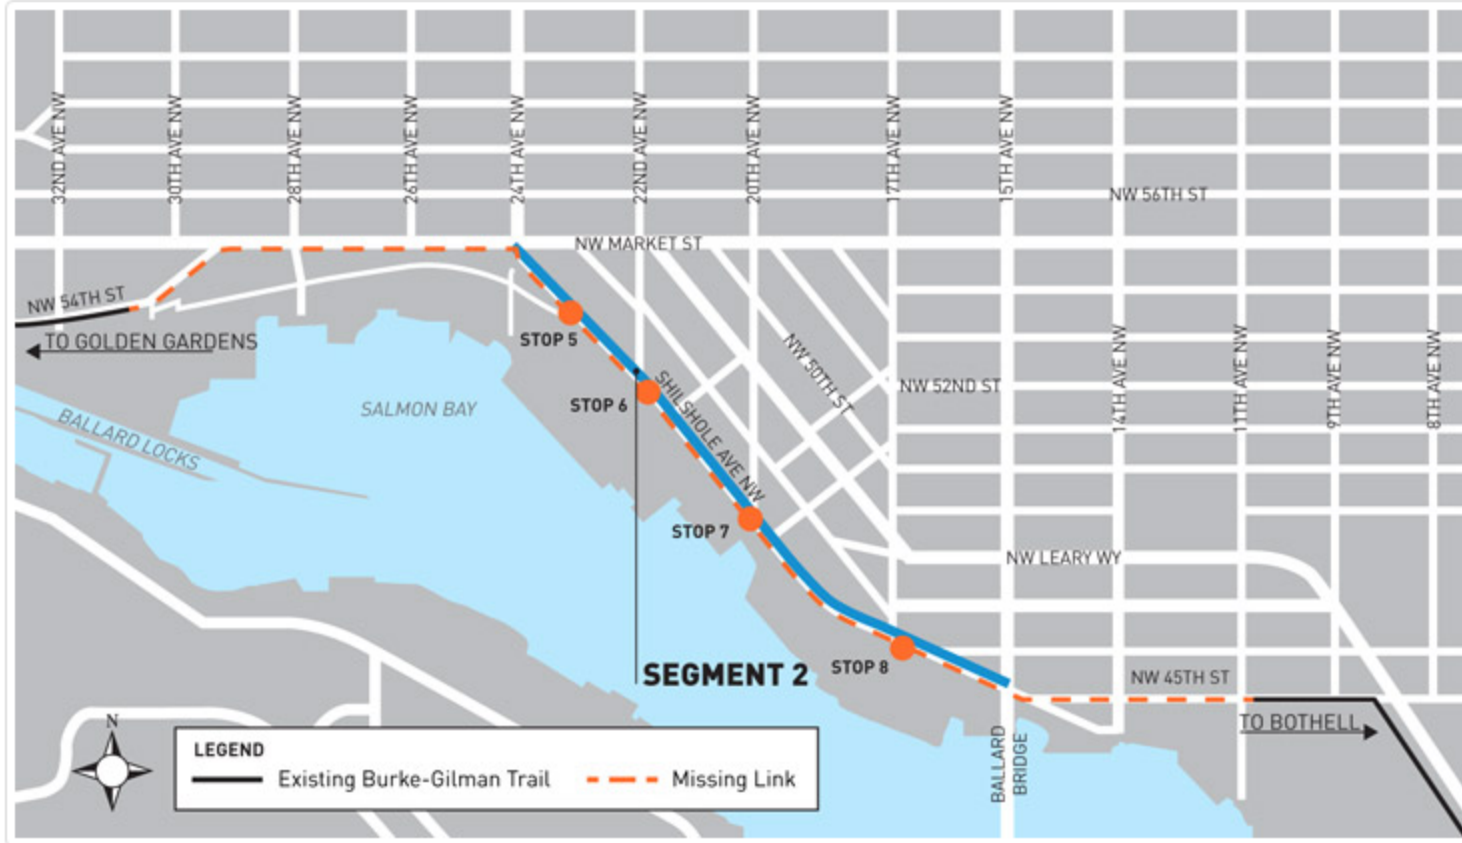 32ND AVE NW
30TH AVE NW
28TH AVE NW
26TH AVE NW
24TH AVE NW
22ND AVE NW
20TH AVE NW
17TH AVE NW
15TH AVE NW
NW 56TH ST
NW MARKET ST
NW 54TH ST
TO GOLDEN GARDENS
STOP 5
NW 50TH ST
NW 52ND ST
14TH AVE NW
11TH AVE NW
9TH AVE NW
8TH AVE NW
SALMON BAY
BALLARD LOCKS
STOP 6
SHILSHOLE AVE NW
STOP 7
NW LEARY WY
SEGMENT 2
STOP 8
NW 45TH ST
TO BOTHELL
BALLARD
BRIDGE
N
LEGEND
Existing Burke-Gilman Trail
Missing Link